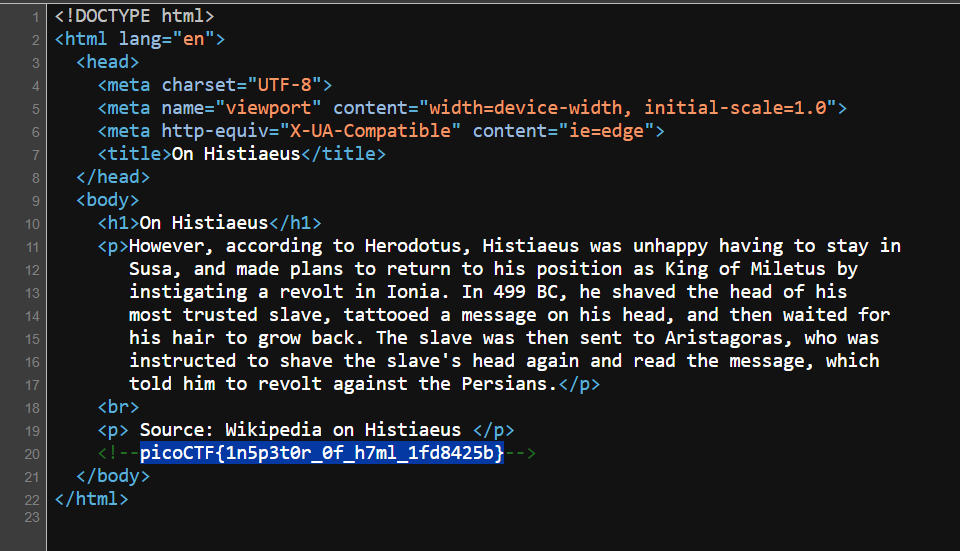 1 <!DOCTYPE html>
2 <html lang="en">
3 <head>
4 <meta charset="UTF-8">
5 <meta name="viewport" content="width=device-width, initial-scale=1.0">
6 <meta http-equiv="X-UA-Compatible" content="ie=edge">
7 <title>On Histiaeus</title>
8 </head>
9 <body>
10 <h1>On Histiaeus</h1>
11 <p>However, according to Herodotus, Histiaeus was unhappy having to stay in
12 Susa, and made plans to return to his position as King of Miletus by
13 instigating a revolt in Ionia. In 499 BC, he shaved the head of his
14 most trusted slave, tattooed a message on his head, and then waited for
15 his hair to grow back. The slave was then sent to Aristagoras, who was
16 instructed to shave the slave's head again and read the message, which
17 told him to revolt against the Persians.</p>
18 <br>
19 <p> Source: Wikipedia on Histiaeus </p>
20 <!--picoCTF{1n5p3t0r_0f_h7ml_1fd8425b}-->
21 </body>
22 </html>
23